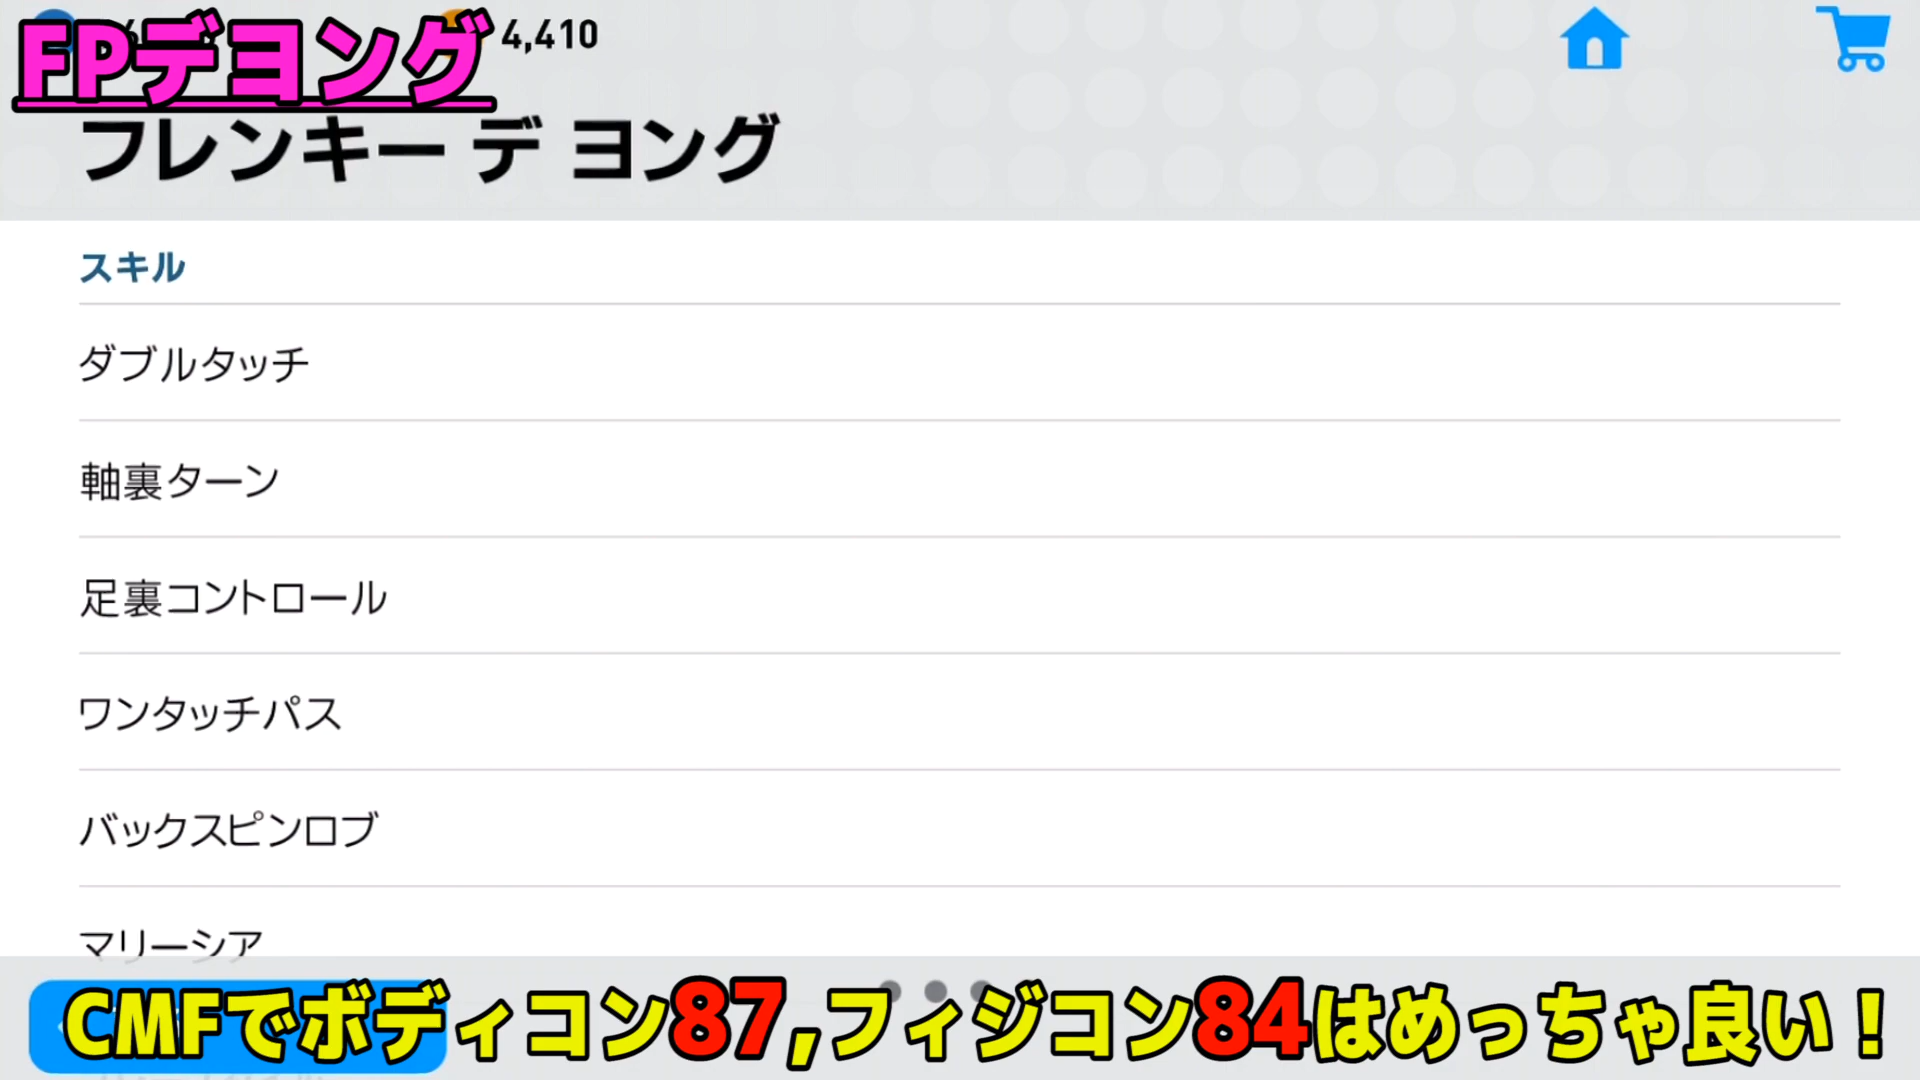 FPデヨング
4,410
フレンキー デ ヨング
スキル
ダブルタッチ
軸裏ターン
足裏コントロール
ワンタッチパス
バックスピンロブ
マリーシア
CMFでボディコン87,フィジコン84はめっちゃ良い！